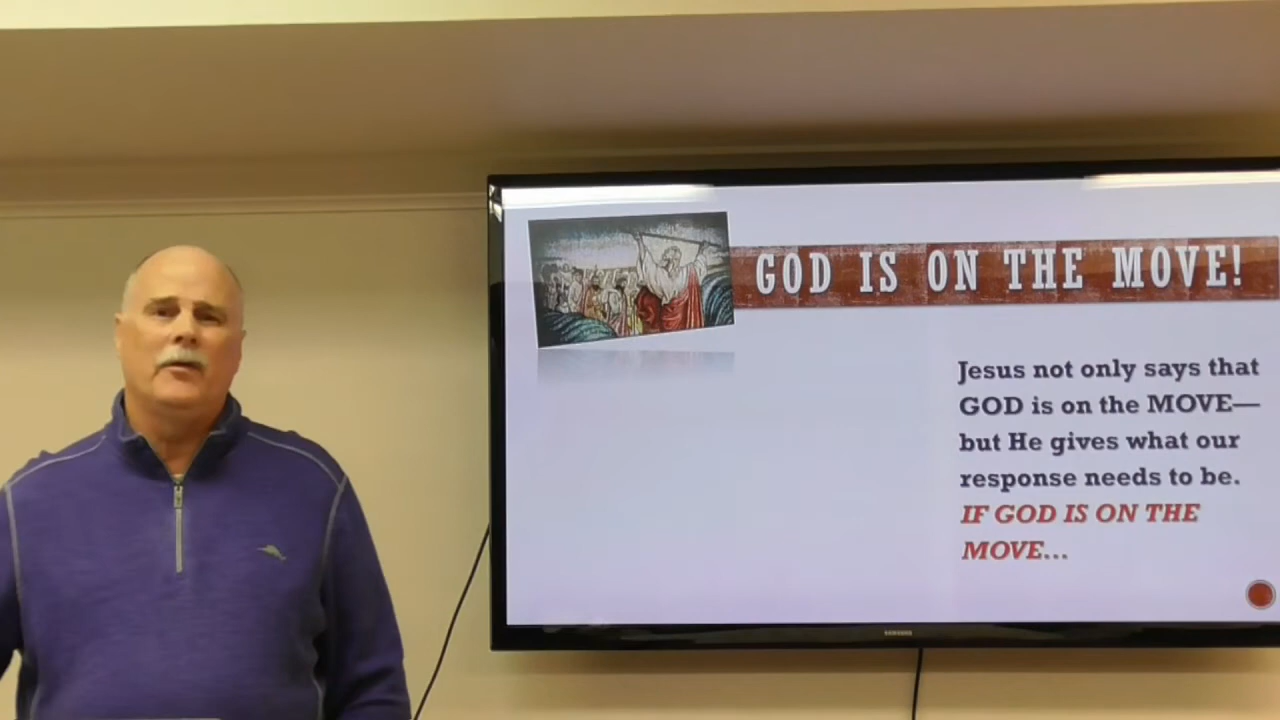 GOD IS ON THE MOVE!
Jesus not only says that
GOD is on the MOVE—
but He gives what our
response needs to be.
IF GOD IS ON THE
MOVE...
SAMSUNG